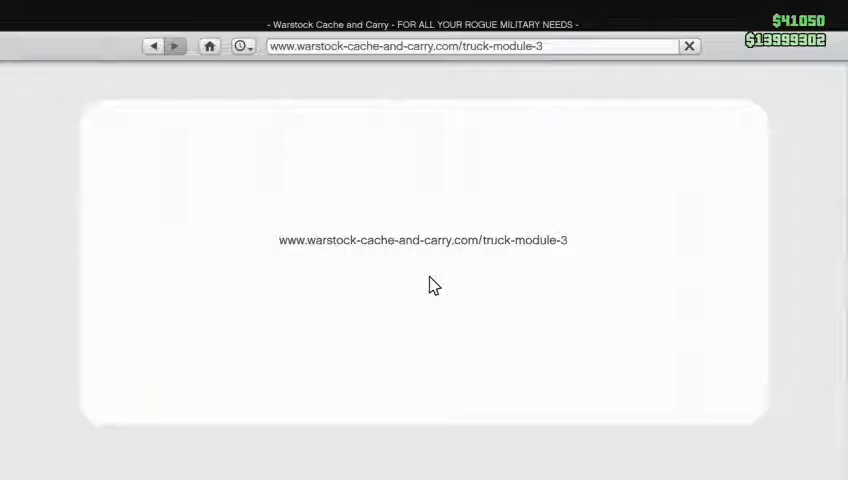 - Warstock Cache and Carry - FOR ALL YOUR ROGUE MILITARY NEEDS -
$41050
www.warstock-cache-and-carry.com/truck-module-3
$13999302
www.warstock-cache-and-carry.com/truck-module-3